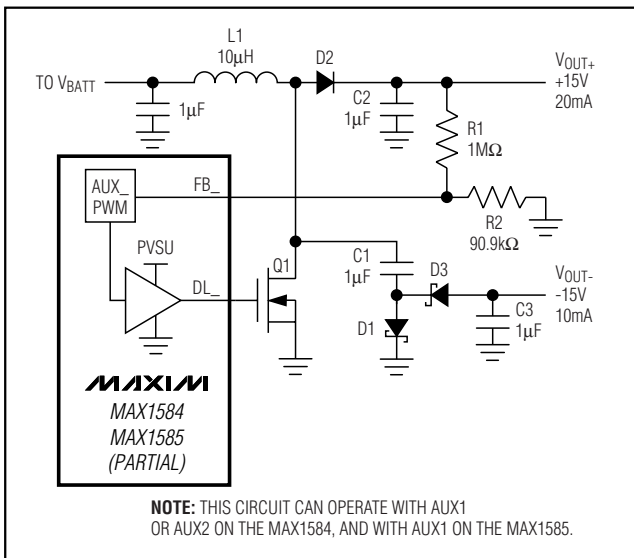 L1
10µH
D2
VOUT+
+15V
20mA
TO VBATT
1µF
C2
1µF
R1
1MΩ
AUX_
PWM
FB_
R2
90.9kΩ
PVSU
DL_
Q1
C1
1µF
D3
VOUT-
-15V
10mA
D1
C3
1µF
MAXIM
MAX1584
MAX1585
(PARTIAL)
NOTE: THIS CIRCUIT CAN OPERATE WITH AUX1
OR AUX2 ON THE MAX1584, AND WITH AUX1 ON THE MAX1585.